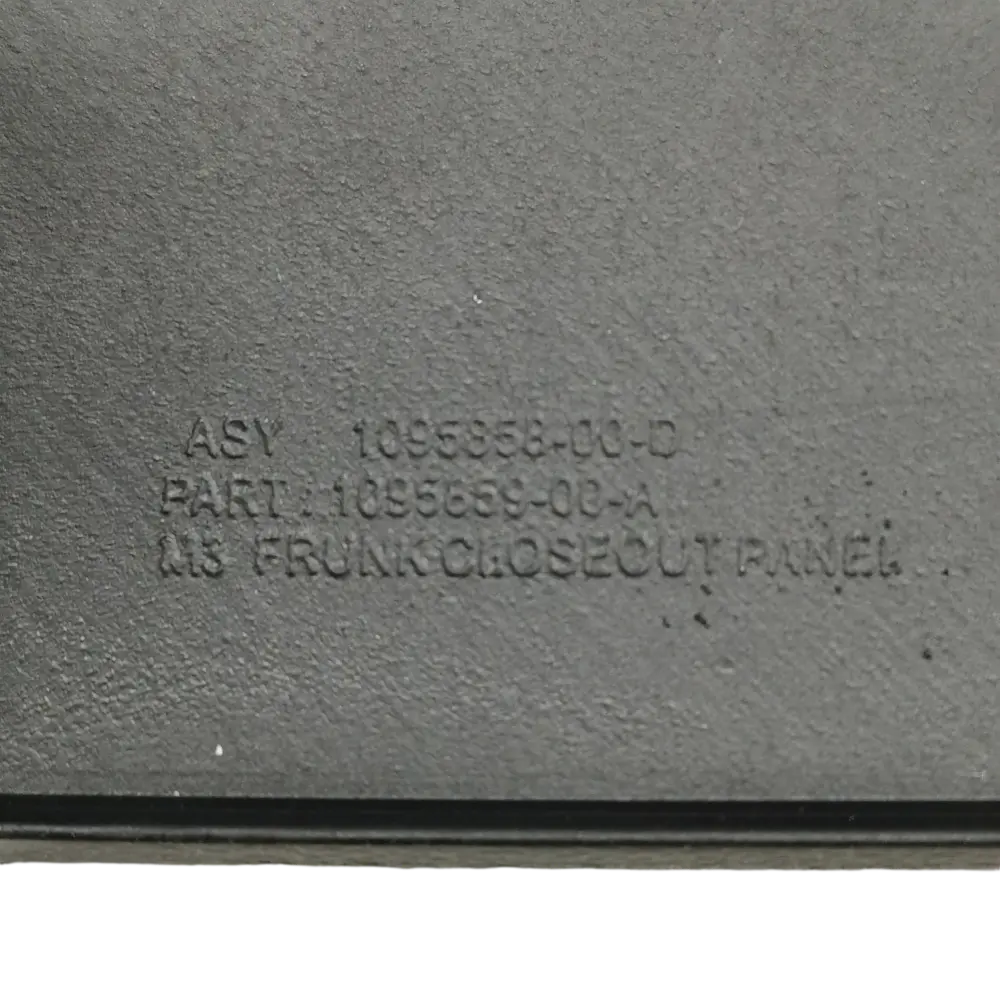 ASY 1095858-00-D
PART: 1095859-00-A
M3 FRUNK CLOSEOUT PANEL